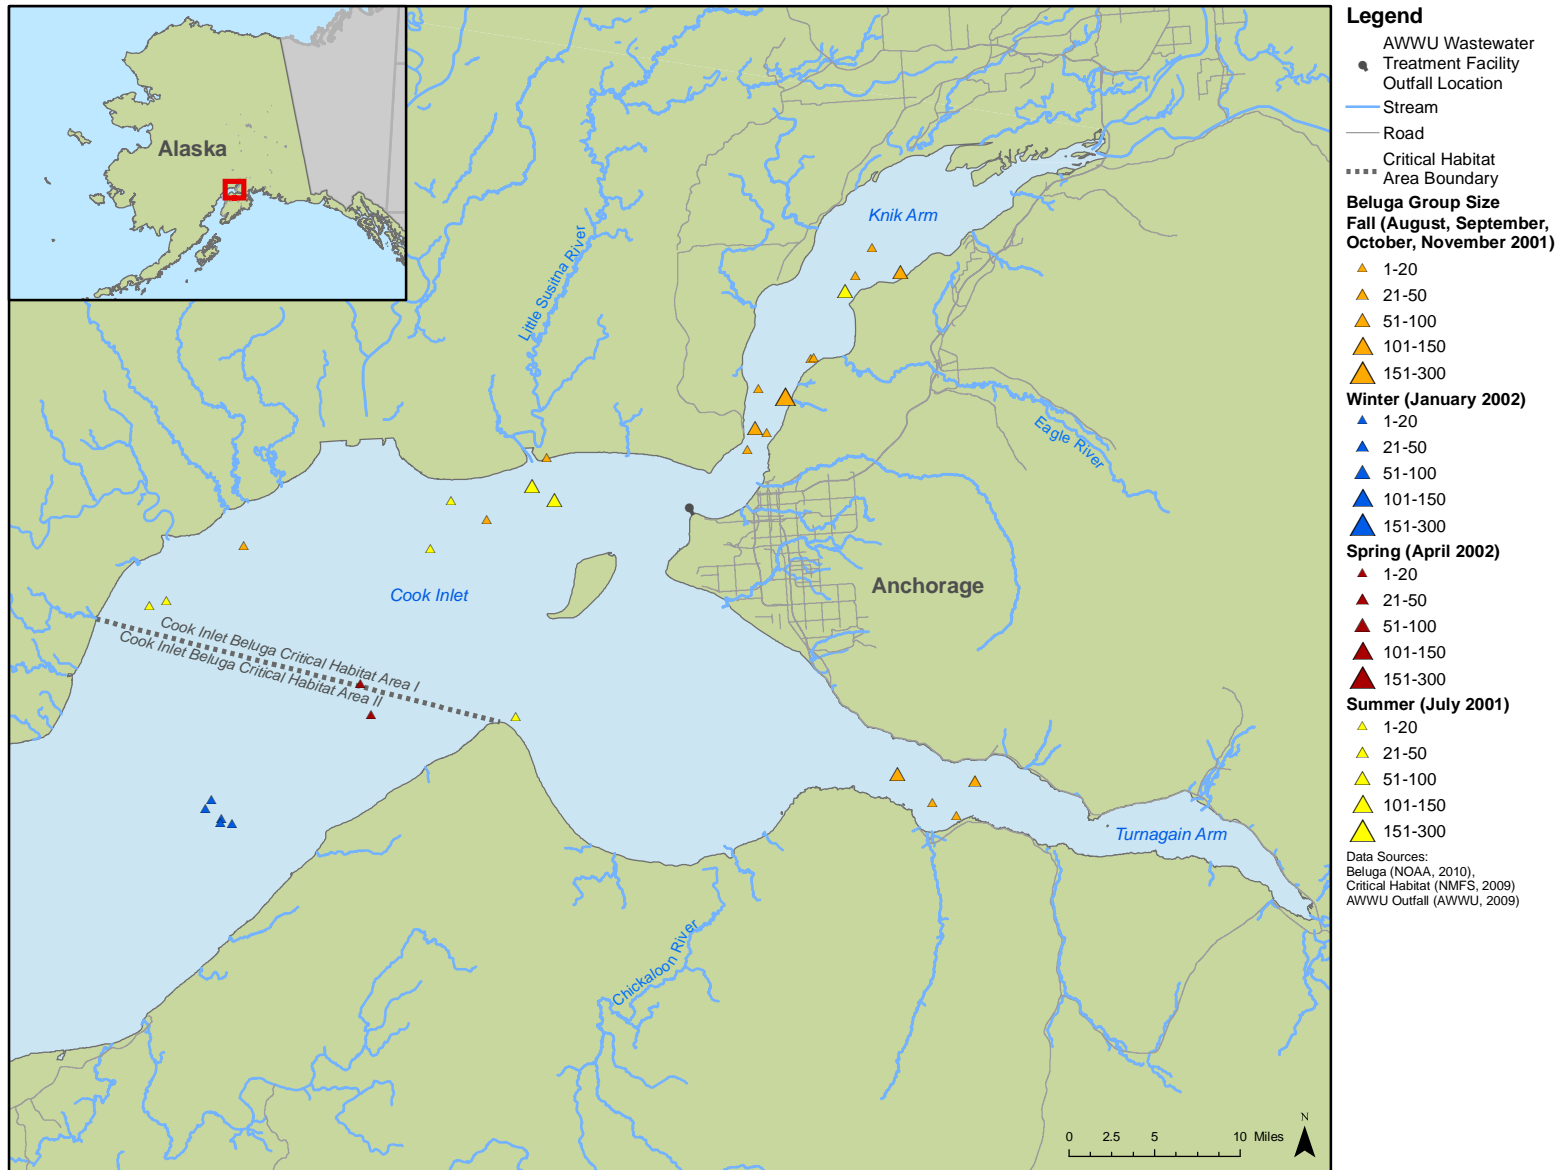 Alaska
Knik Arm
Little Susitna River
Eagle River
Cook Inlet
Anchorage
Cook Inlet Beluga Critical Habitat Area I
Cook Inlet Beluga Critical Habitat Area II
Turnagain Arm
Chickaloon River
0 2.5 5 10 Miles
N
Legend
AWWU Wastewater
Treatment Facility
Outfall Location
Stream
Road
Critical Habitat
Area Boundary
Beluga Group Size
Fall (August, September,
October, November 2001)
1-20
21-50
51-100
101-150
151-300
Winter (January 2002)
1-20
21-50
51-100
101-150
151-300
Spring (April 2002)
1-20
21-50
51-100
101-150
151-300
Summer (July 2001)
1-20
21-50
51-100
101-150
151-300
Data Sources:
Beluga (NOAA, 2010),
Critical Habitat (NMFS, 2009)
AWWU Outfall (AWWU, 2009)